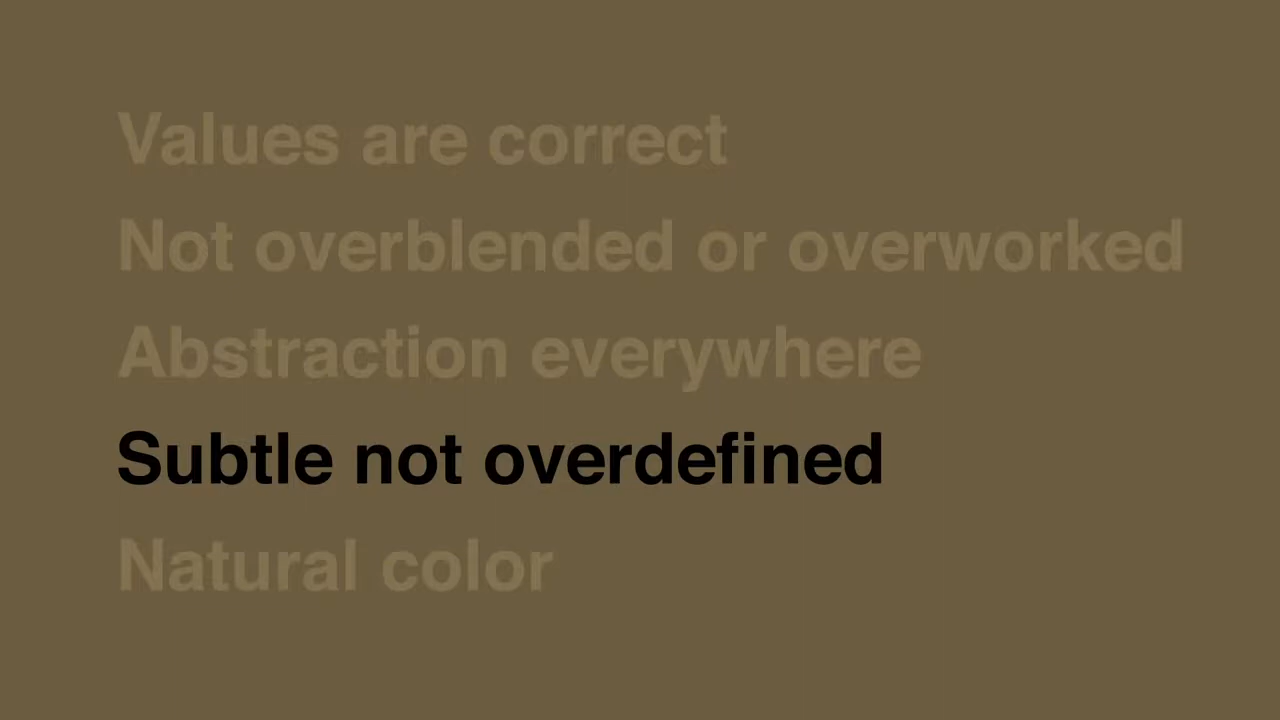 Values are correct
Not overblended or overworked
Abstraction everywhere
Subtle not overdefined
Natural color